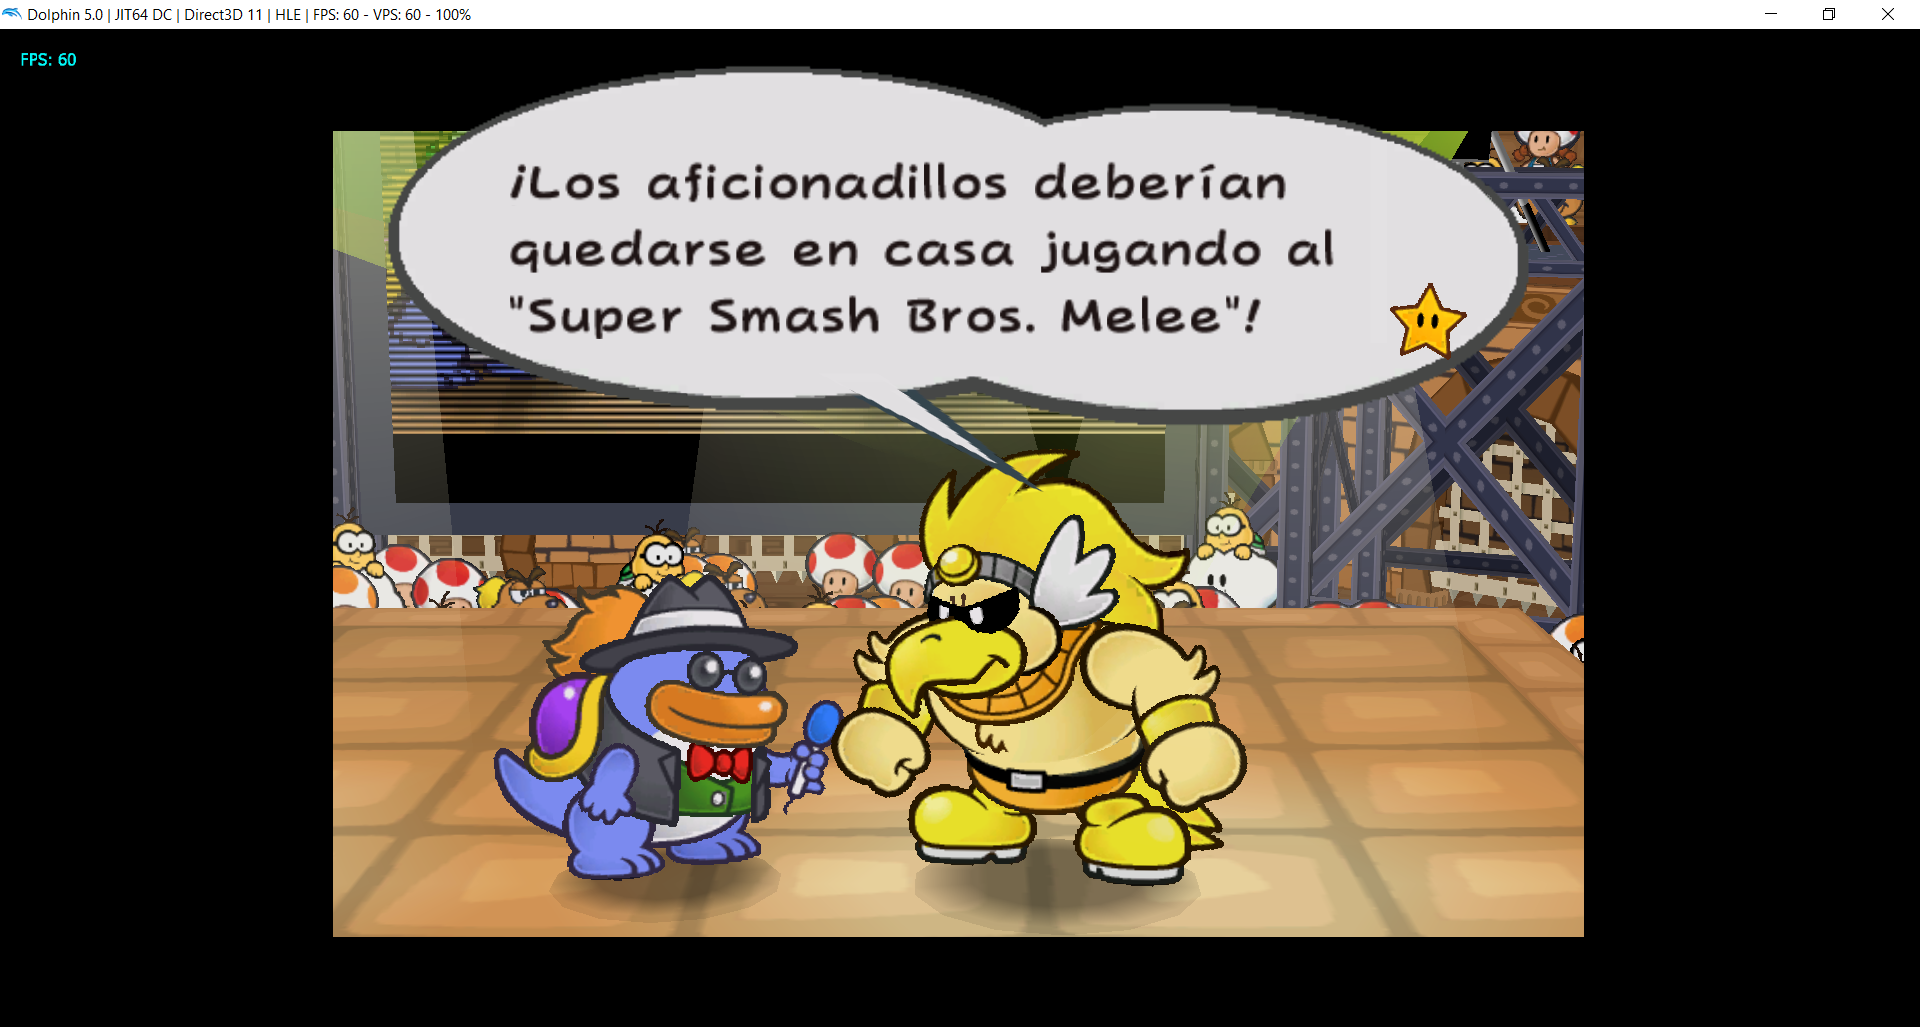 Dolphin 5.0 | JIT64 DC | Direct3D 11 | HLE | FPS: 60 - VPS: 60 - 100%
FPS: 60
¡Los aficionadillos deberían
quedarse en casa jugando al
"Super Smash Bros. Melee"!